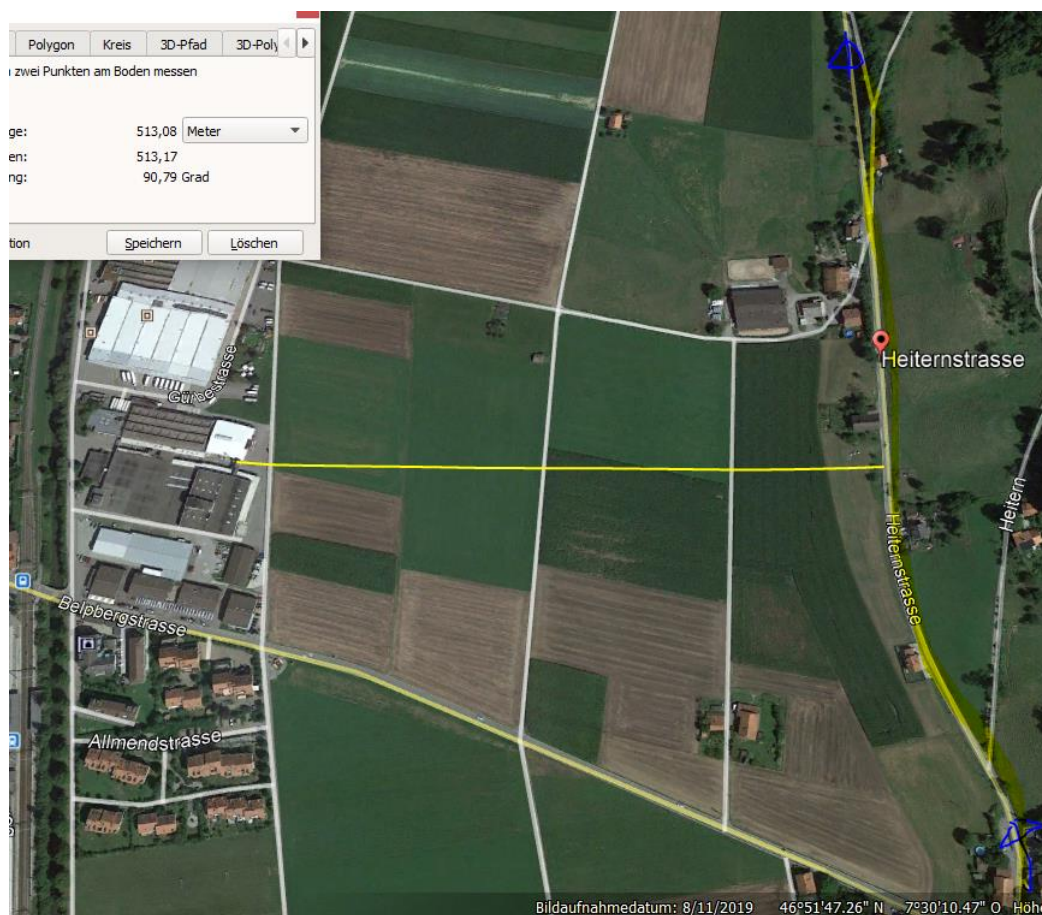 Polygon Kreis 3D-Pfad 3D-Poly
zwei Punkten am Boden messen
ge: 513,08 Meter
en: 513,17
ng: 90,79 Grad
tion Speichern Löschen
Gürbestrasse
Heiternstrasse
Heitern
Heiternstrasse
Belpbergstrasse
Allmendstrasse
Bildaufnahmedatum: 8/11/2019 46°51'47.26" N 7°30'10.47" O Höhe